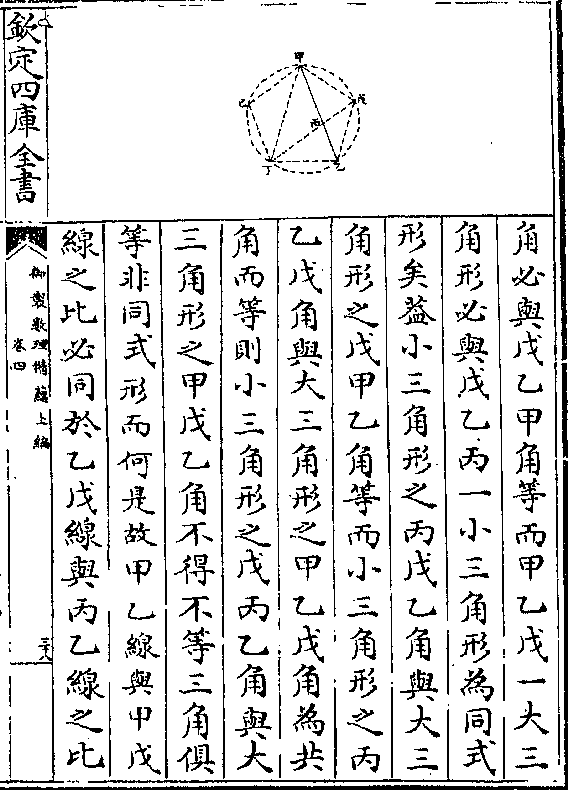 角必與戊乙甲角等而甲乙戊一大三
角形必與戊乙丙一小三角形為同式
形矣葢小三角形之丙戊乙角與大三
角形之戊甲乙角等而小三角形之丙
乙戊角與大三角形之甲乙戊角為共
角而等則小三角形之戊丙乙角與大
三角形之甲戊乙角不得不等三角俱
等非同式形而何是故甲乙線與甲戊
線之比必同於乙戊線與丙乙線之比
甲
戊
丙
己
丁
乙
欽定四庫全書
御製數理精蘊上編
卷四
三十八